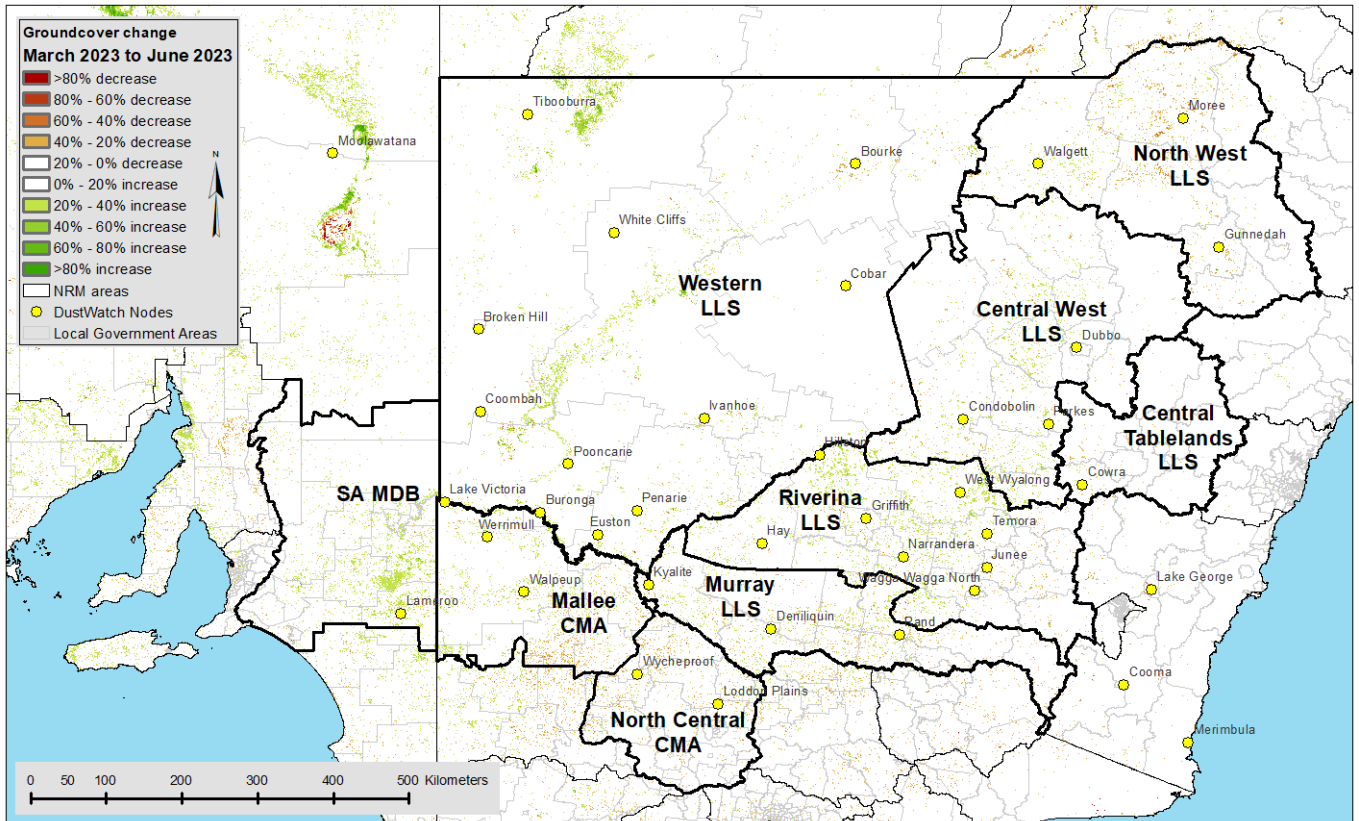 Groundcover change
March 2023 to June 2023
>80% decrease
80% - 60% decrease
60% - 40% decrease
40% - 20% decrease
20% - 0% decrease
0% - 20% increase
20% - 40% increase
40% - 60% increase
60% - 80% increase
>80% increase
NRM areas
DustWatch Nodes
Local Government Areas
N
Tibooburra
Moolawatana
Moree
Bourke
Walgett
North West
LLS
White Cliffs
Gunnedah
Western
LLS
Cobar
Central West
LLS
Broken Hill
Dubbo
Coombah
Ivanhoe
Condobolin
Parkes
Central
Tablelands
LLS
Hillston
Pooncarie
SA MDB
Lake Victoria
Buronga
Penarie
Riverina
LLS
West Wyalong
Cowra
Werrimull
Euston
Griffith
Temora
Hay
Narrandera
Junee
Walpeup
Kyalite
Murray
LLS
Wagga Wagga North
Lake George
Mallee
CMA
Lameroo
Deniliquin
Rand
Wycheproof
Cooma
Loddon Plains
North Central
CMA
Merimbula
0 50 100 200 300 400 500 Kilometers